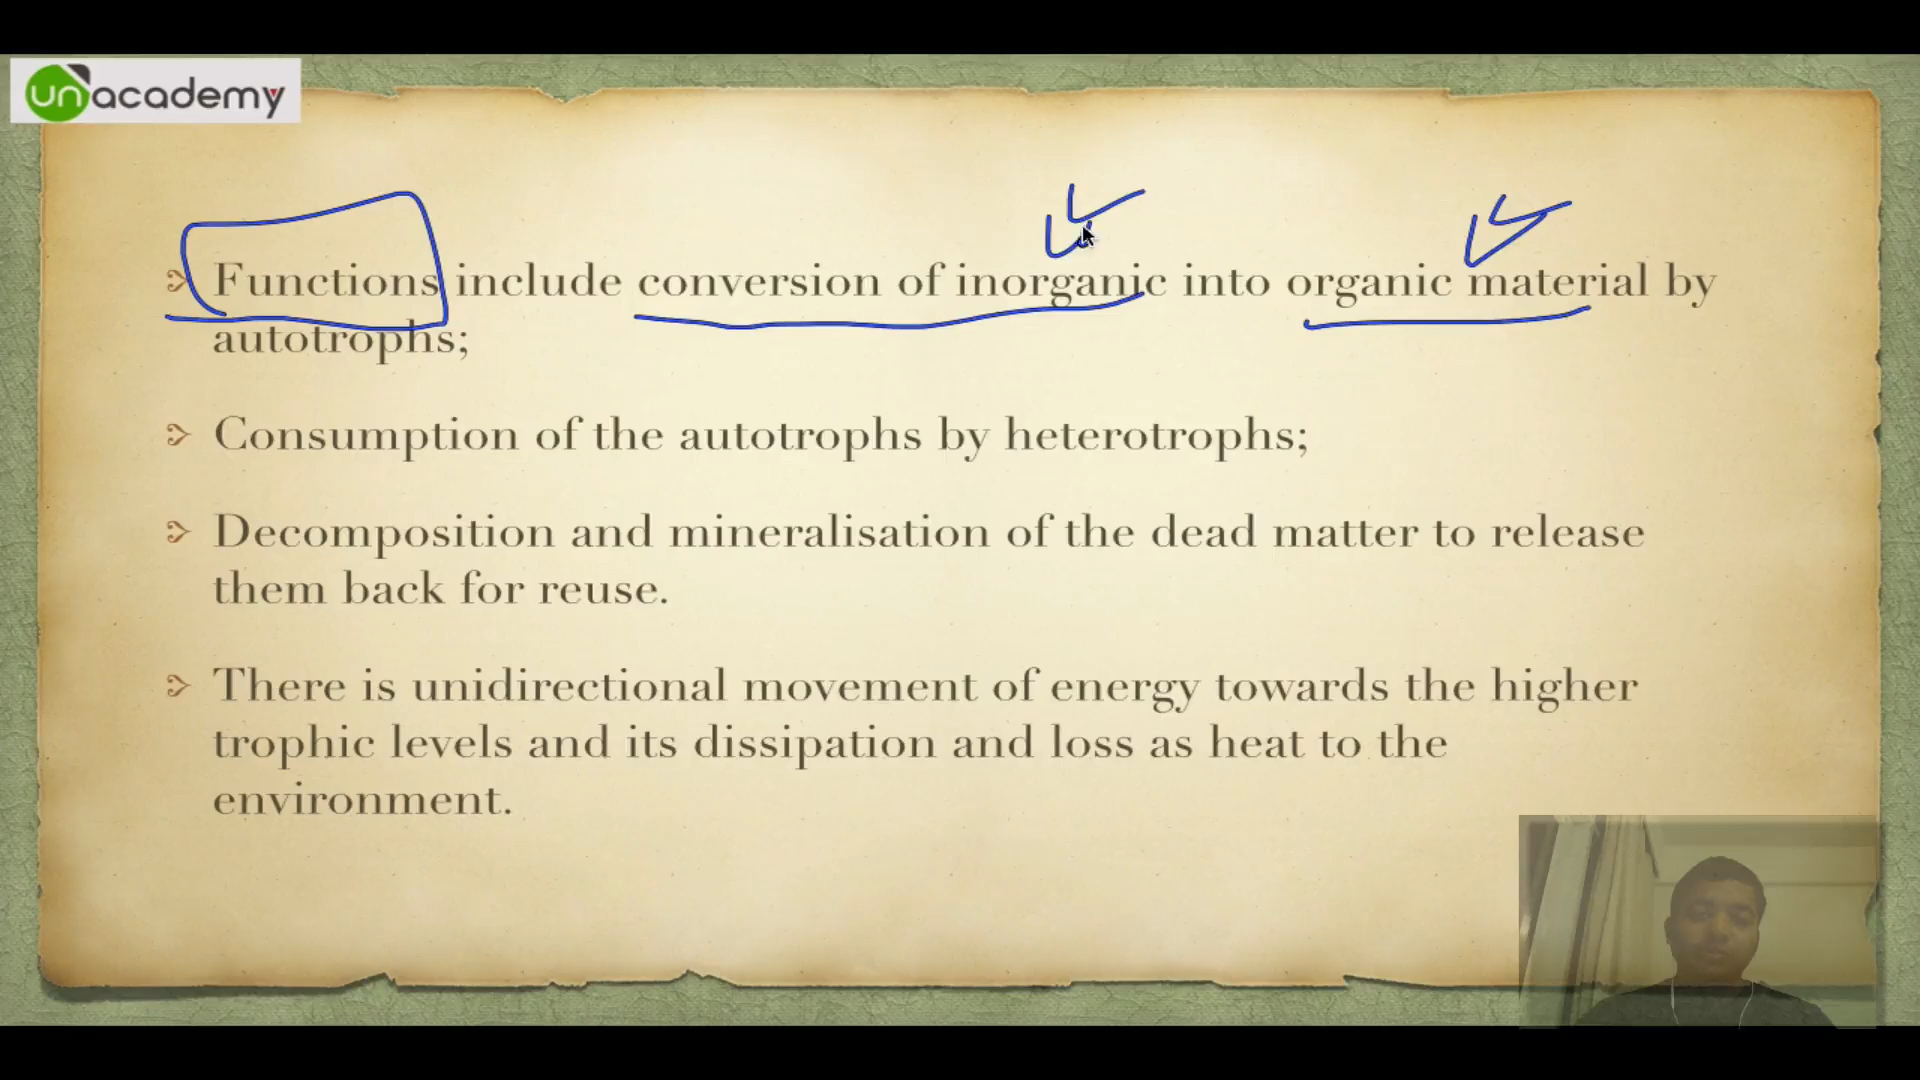 unacademy
Functions include conversion of inorganic into organic material by
autotrophs;
Consumption of the autotrophs by heterotrophs;
Decomposition and mineralisation of the dead matter to release
them back for reuse.
There is unidirectional movement of energy towards the higher
trophic levels and its dissipation and loss as heat to the
environment.